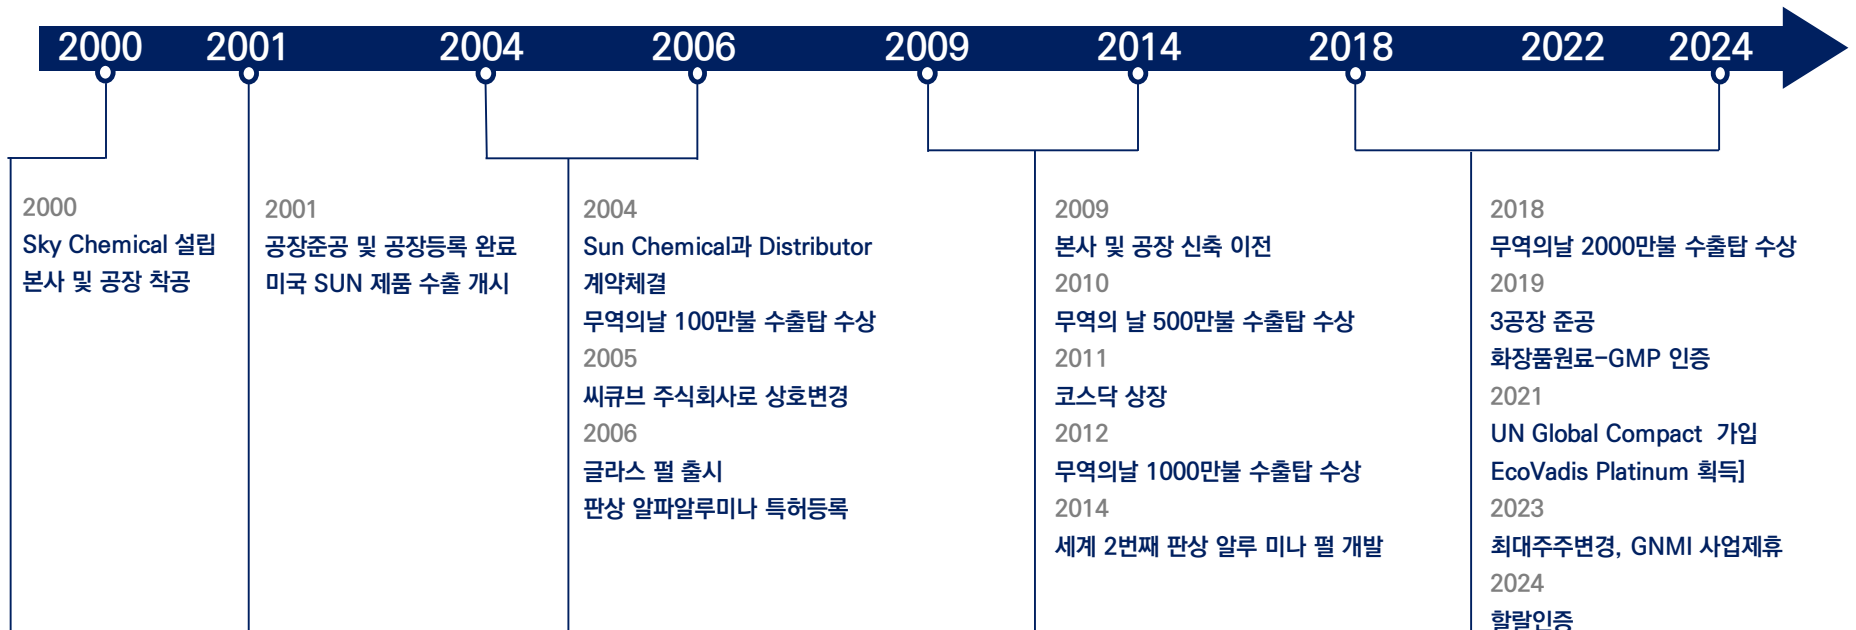 2000 2001 2004 2006 2009 2014 2018 2022 2024
2000
Sky Chemical 설립
본사 및 공장 착공
2001
공장준공 및 공장등록 완료
미국 SUN 제품 수출 개시
2004
Sun Chemical과 Distributor
계약체결
무역의날 100만불 수출탑 수상
2005
씨큐브 주식회사로 상호변경
2006
글라스 펄 출시
판상 알파알루미나 특허등록
2009
본사 및 공장 신축 이전
2010
무역의 날 500만불 수출탑 수상
2011
코스닥 상장
2012
무역의날 1000만불 수출탑 수상
2014
세계 2번째 판상 알루 미나 펄 개발
2018
무역의날 2000만불 수출탑 수상
2019
3공장 준공
화장품원료-GMP 인증
2021
UN Global Compact 가입
EcoVadis Platinum 획득]
2023
최대주주변경, GNMI 사업제휴
2024
할랄인증